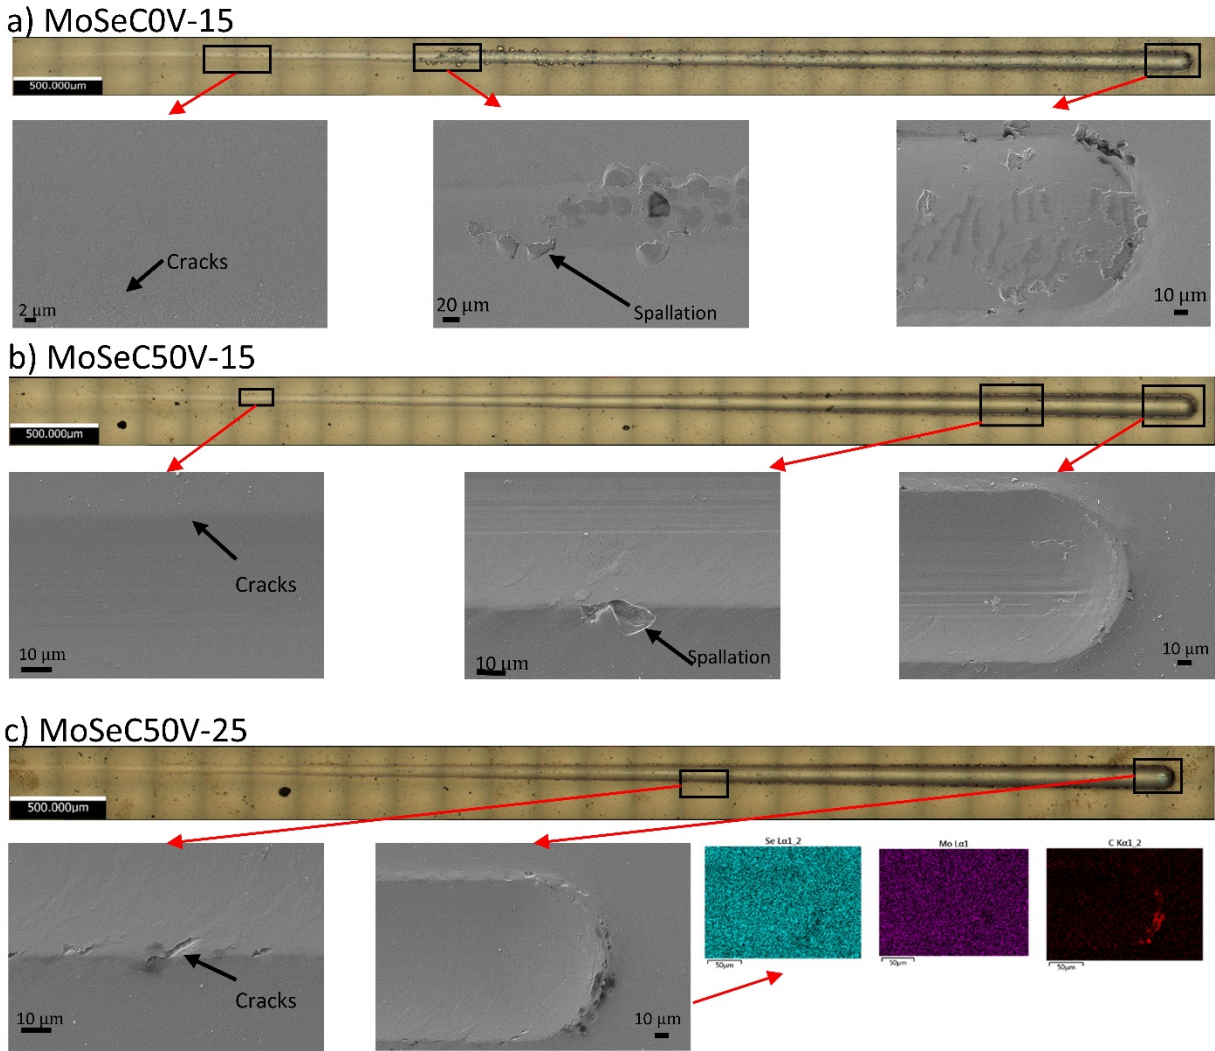 a) MoSeC0V-15
500.000μm
Cracks
2 μm
Spallation
20 μm
10 μm
b) MoSeC50V-15
500.000μm
Cracks
10 μm
Spallation
10 μm
10 μm
c) MoSeC50V-25
500.000μm
Se Lα1_2
Mo Lα1
C Kα1_2
50μm
50μm
50μm
Cracks
10 μm
10 μm